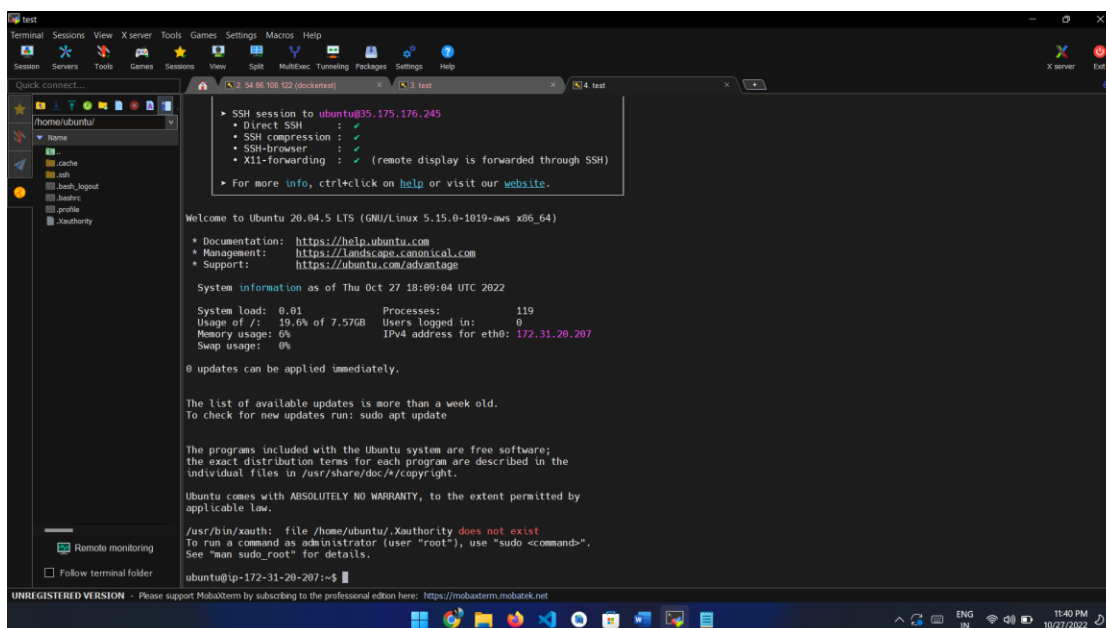 test
Terminal Sessions View X server Tools Games Settings Macros Help
Session Servers Tools Games Sessions View Split MultiExec Tunneling Packages Settings Help X server Exit
Quick connect... 2. 54.86.108.122 (dockertest) 3. test 4. test
/home/ubuntu/
Name
..
.cache
.ssh
.bash_logout
.bashrc
.profile
.Xauthority
➤ SSH session to ubuntu@35.175.176.245
• Direct SSH : ✔
• SSH compression : ✔
• SSH-browser : ✔
• X11-forwarding : ✔ (remote display is forwarded through SSH)
➤ For more info, ctrl+click on help or visit our website.
Welcome to Ubuntu 20.04.5 LTS (GNU/Linux 5.15.0-1019-aws x86_64)
* Documentation: https://help.ubuntu.com
* Management: https://landscape.canonical.com
* Support: https://ubuntu.com/advantage
System information as of Thu Oct 27 18:09:04 UTC 2022
System load: 0.01 Processes: 119
Usage of /: 19.6% of 7.57GB Users logged in: 0
Memory usage: 6% IPv4 address for eth0: 172.31.20.207
Swap usage: 0%
0 updates can be applied immediately.
The list of available updates is more than a week old.
To check for new updates run: sudo apt update
The programs included with the Ubuntu system are free software;
the exact distribution terms for each program are described in the
individual files in /usr/share/doc/*/copyright.
Ubuntu comes with ABSOLUTELY NO WARRANTY, to the extent permitted by
applicable law.
/usr/bin/xauth: file /home/ubuntu/.Xauthority does not exist
To run a command as administrator (user "root"), use "sudo <command>".
See "man sudo_root" for details.
ubuntu@ip-172-31-20-207:~$
Remote monitoring
Follow terminal folder
UNREGISTERED VERSION - Please support MobaXterm by subscribing to the professional edition here: https://mobaxterm.mobatek.net
ENG
IN
11:40 PM
10/27/2022